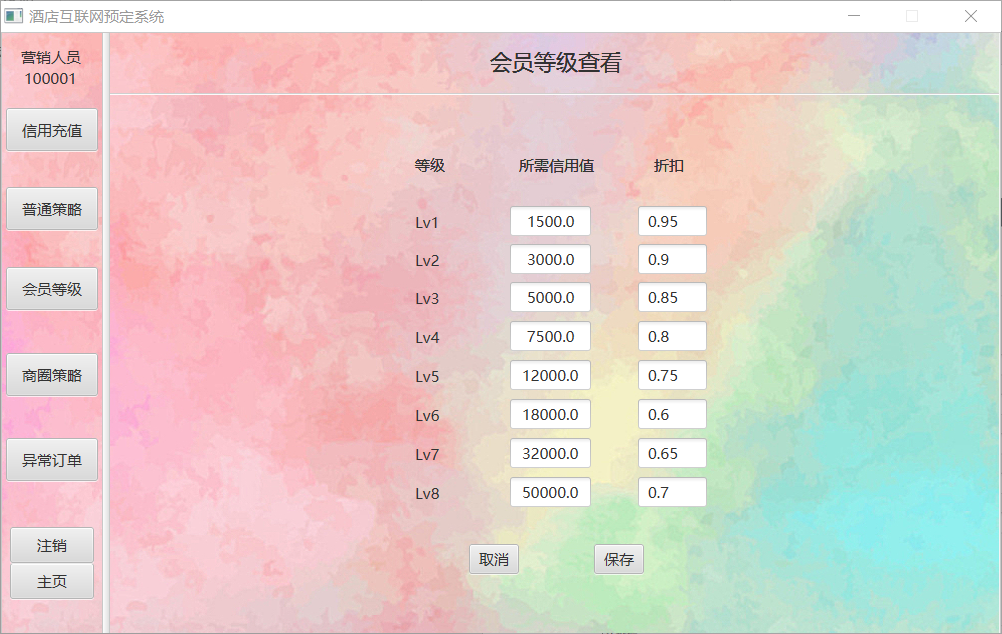 酒店互联网预定系统
营销人员
100001
信用充值
普通策略
会员等级
商圈策略
异常订单
注销
主页
会员等级查看
等级 所需信用值 折扣
Lv1 1500.0 0.95
Lv2 3000.0 0.9
Lv3 5000.0 0.85
Lv4 7500.0 0.8
Lv5 12000.0 0.75
Lv6 18000.0 0.6
Lv7 32000.0 0.65
Lv8 50000.0 0.7
取消 保存